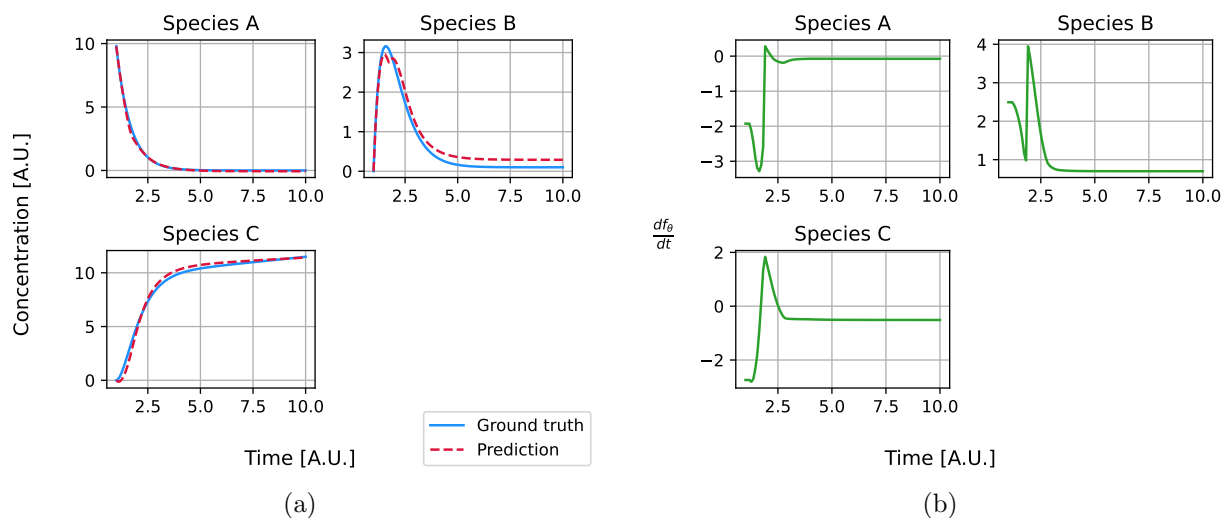 Species A
Species B
10
5
0
2.5 5.0 7.5 10.0
3
2
1
0
2.5 5.0 7.5 10.0
Species C
10
5
0
2.5 5.0 7.5 10.0
Concentration [A.U.]
Time [A.U.]
Ground truth
Prediction
(a)
Species A
Species B
0
−1
−2
−3
2.5 5.0 7.5 10.0
4
3
2
1
2.5 5.0 7.5 10.0
Species C
2
0
−2
2.5 5.0 7.5 10.0
df_θ
dt
Time [A.U.]
(b)